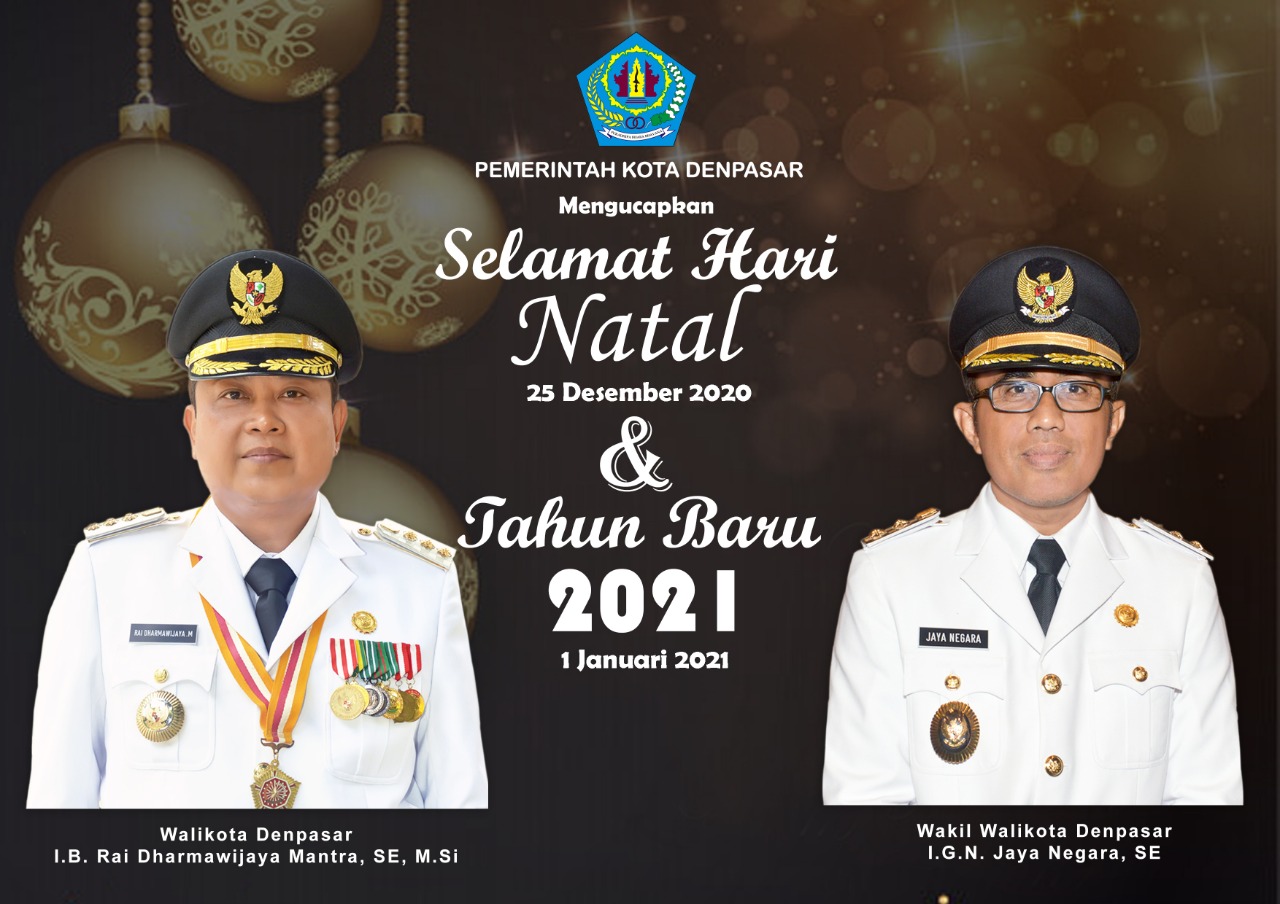 PEMERINTAH KOTA DENPASAR
Mengucapkan
Selamat Hari
Natal
25 Desember 2020
&
Tahun Baru
2021
1 Januari 2021
RAI DHARMAWIJAYA.M
JAYA NEGARA
Walikota Denpasar
I.B. Rai Dharmawijaya Mantra, SE, M.Si
Wakil Walikota Denpasar
I.G.N. Jaya Negara, SE